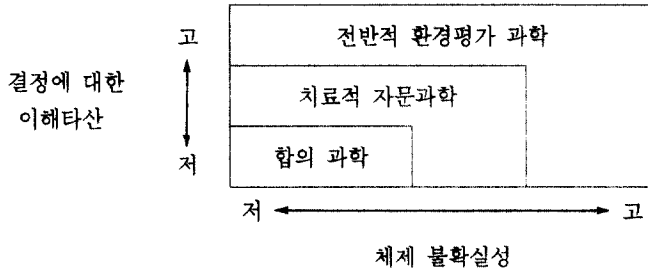 고
전반적 환경평가 과학
결정에 대한
이해타산
치료적 자문과학
합의 과학
저
저
고
체제 불확실성